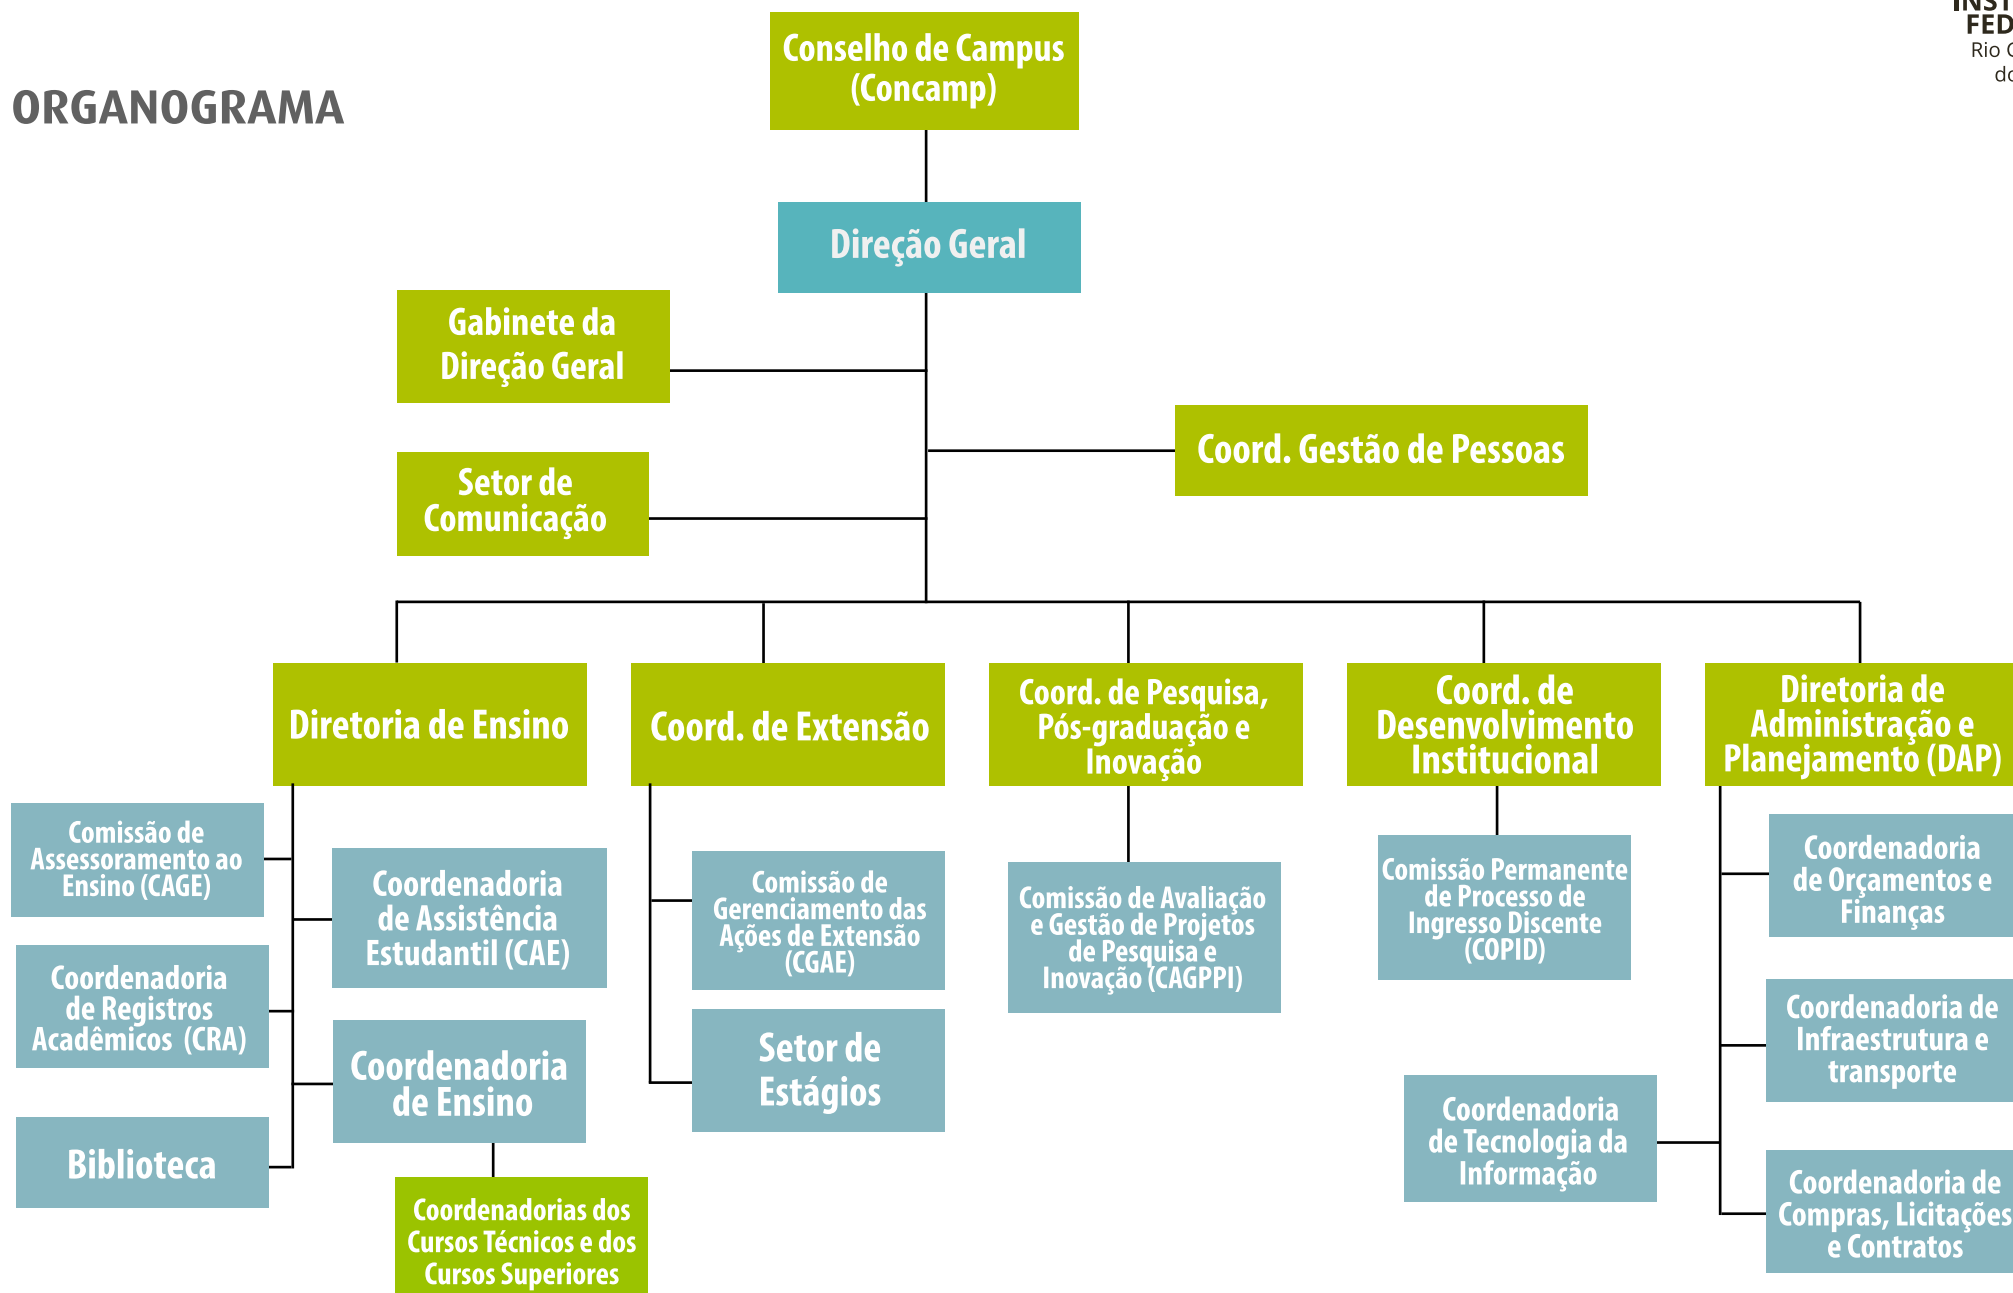 INST
FED
Rio G
do
ORGANOGRAMA
Conselho de Campus
(Concamp)
Direção Geral
Gabinete da
Direção Geral
Coord. Gestão de Pessoas
Setor de
Comunicação
Diretoria de Ensino
Coord. de Extensão
Coord. de Pesquisa,
Pós-graduação e
Inovação
Coord. de
Desenvolvimento
Institucional
Diretoria de
Administração e
Planejamento (DAP)
Comissão de
Assessoramento ao
Ensino (CAGE)
Coordenadoria
de Assistência
Estudantil (CAE)
Coordenadoria
de Registros
Acadêmicos (CRA)
Coordenadoria
de Ensino
Biblioteca
Coordenadorias dos
Cursos Técnicos e dos
Cursos Superiores
Comissão de
Gerenciamento das
Ações de Extensão
(CGAE)
Setor de
Estágios
Comissão de Avaliação
e Gestão de Projetos
de Pesquisa e
Inovação (CAGPPI)
Comissão Permanente
de Processo de
Ingresso Discente
(COPID)
Coordenadoria
de Orçamentos e
Finanças
Coordenadoria de
Infraestrutura e
transporte
Coordenadoria
de Tecnologia da
Informação
Coordenadoria de
Compras, Licitações
e Contratos